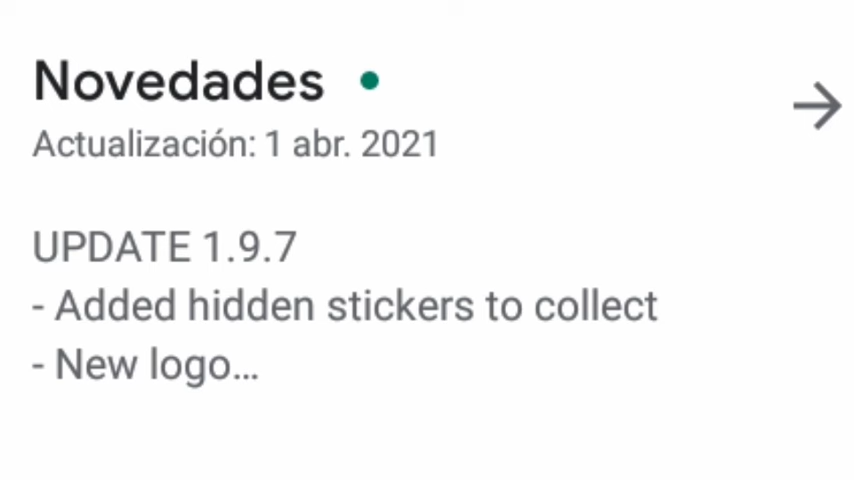 Novedades
Actualización: 1 abr. 2021
UPDATE 1.9.7
- Added hidden stickers to collect
- New logo...